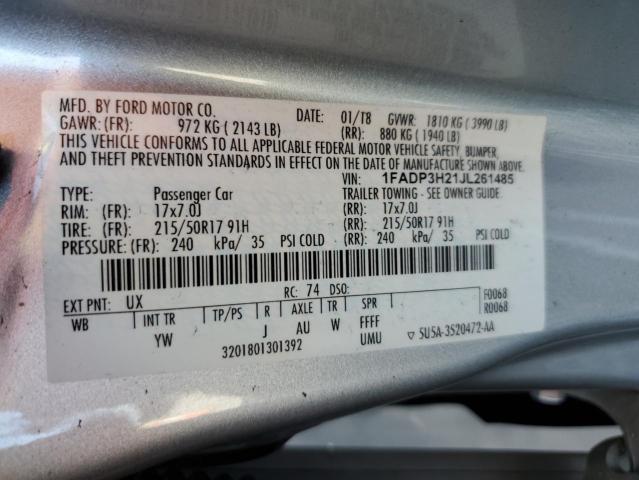 MFD. BY FORD MOTOR CO.
DATE: 01/18 GVWR: 1810 KG ( 3990 LB)
GAWR: (FR): 972 KG ( 2143 LB) (RR): 880 KG ( 1940 LB)
THIS VEHICLE CONFORMS TO ALL APPLICABLE FEDERAL MOTOR VEHICLE SAFETY, BUMPER,
AND THEFT PREVENTION STANDARDS IN EFFECT ON THE DATE OF MANUFACTURE SHOWN ABOVE.
VIN: 1FADP3H21JL261485
TYPE: Passenger Car TRAILER TOWING - SEE OWNER GUIDE.
RIM: (FR): 17x7.0J (RR): 17x7.0J
TIRE: (FR): 215/50R17 91H (RR): 215/50R17 91H
PRESSURE: (FR): 240 kPa/ 35 PSI COLD (RR): 240 kPa/ 35 PSI COLD
EXT PNT: UX RC: 74 DSO: F0068
R0068
WB INT TR TP/PS R AXLE TR SPR
YW J AU W FFFF
3201801301392 UMU ▽ 5U5A-3520472-AA